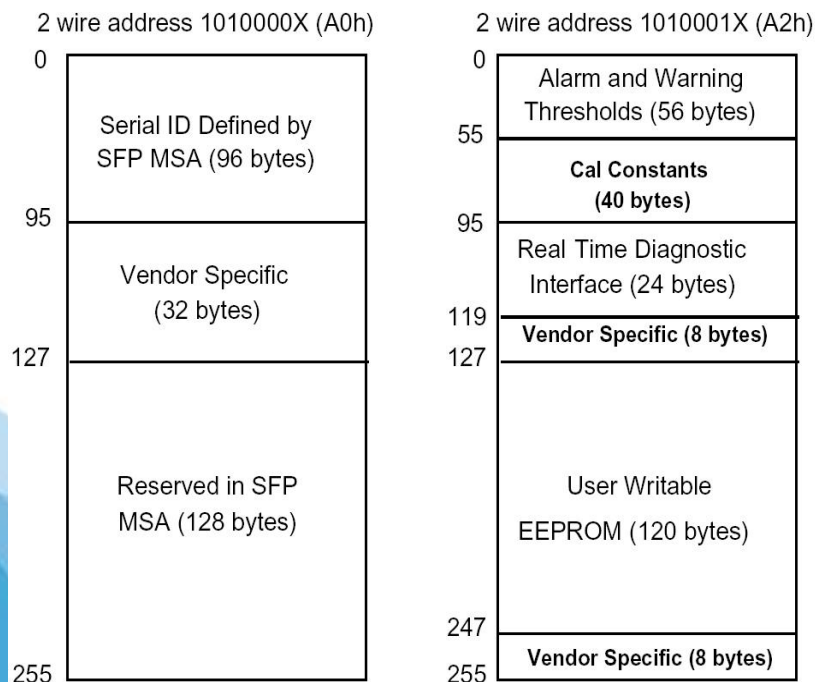 2 wire address 1010000X (A0h)
0
Serial ID Defined by
SFP MSA (96 bytes)
95
Vendor Specific
(32 bytes)
127
Reserved in SFP
MSA (128 bytes)
255
2 wire address 1010001X (A2h)
0
Alarm and Warning
Thresholds (56 bytes)
55
Cal Constants
(40 bytes)
95
Real Time Diagnostic
Interface (24 bytes)
119
Vendor Specific (8 bytes)
127
User Writable
EEPROM (120 bytes)
247
Vendor Specific (8 bytes)
255